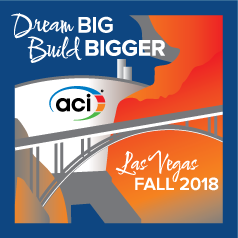 Dream BIG
Build BIGGER
aci
Las Vegas
FALL 2018